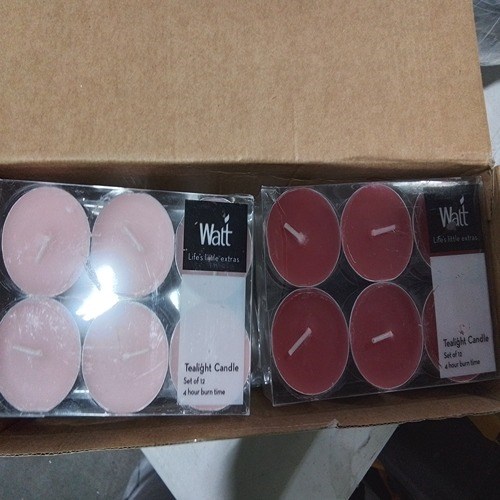 Watt
Life's little extras
Tealight Candle
Set of 12
4 hour burn time
Watt
Life's little extras
Tealight Candle
Set of 12
4 hour burn time